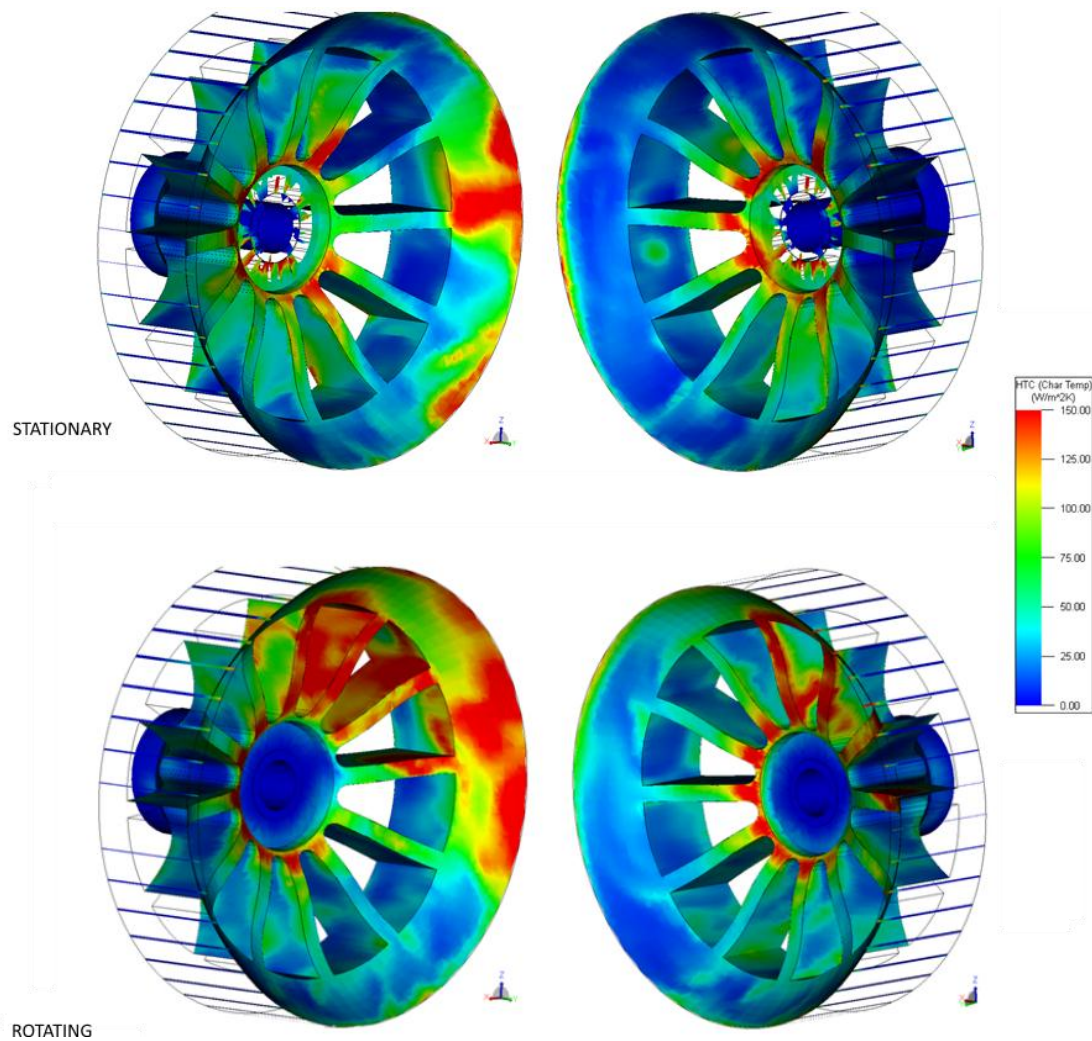 STATIONARY
HTC (Char Temp)
(W/m^2K)
150.00
125.00
100.00
75.00
50.00
25.00
0.00
ROTATING